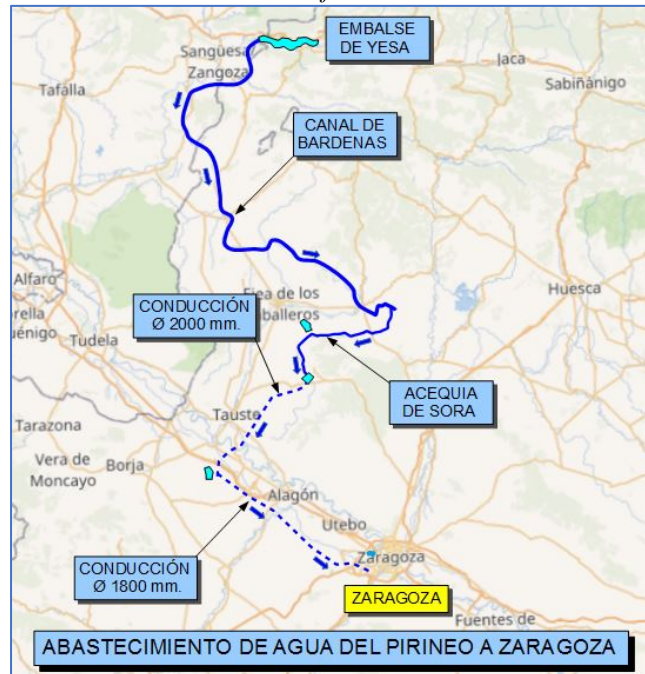 EMBALSE
DE YESA
Sangüesa
Zangoza
Jaca
Sabiñánigo
Tafalla
CANAL DE
BARDENAS
Huesca
Alfaro
CONDUCCIÓN
Ø 2000 mm.
de los
Tudela
ACEQUIA
DE SORA
Tauste
Tarazona
Vera de
Moncayo
Borja
Alagón
Utebo
Zaragoza
CONDUCCIÓN
Ø 1800 mm.
ZARAGOZA
Fuentes de
ABASTECIMIENTO DE AGUA DEL PIRINEO A ZARAGOZA